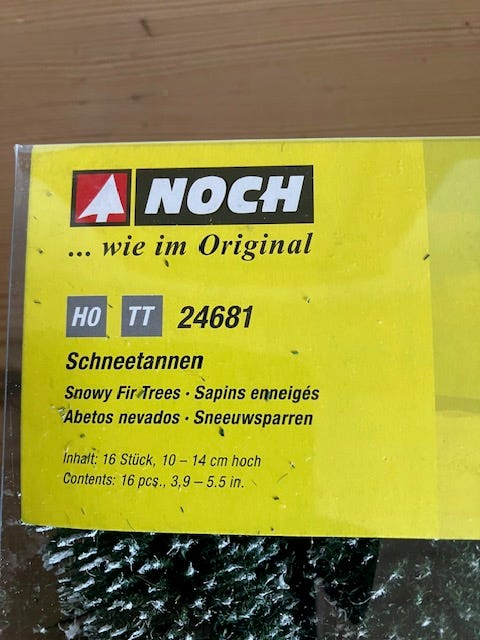 NOCH
... wie im Original
H0 TT 24681
Schneetannen
Snowy Fir Trees · Sapins enneigés
Abetos nevados · Sneeuwsparren
Inhalt: 16 Stück, 10 – 14 cm hoch
Contents: 16 pcs., 3,9 – 5.5 in.